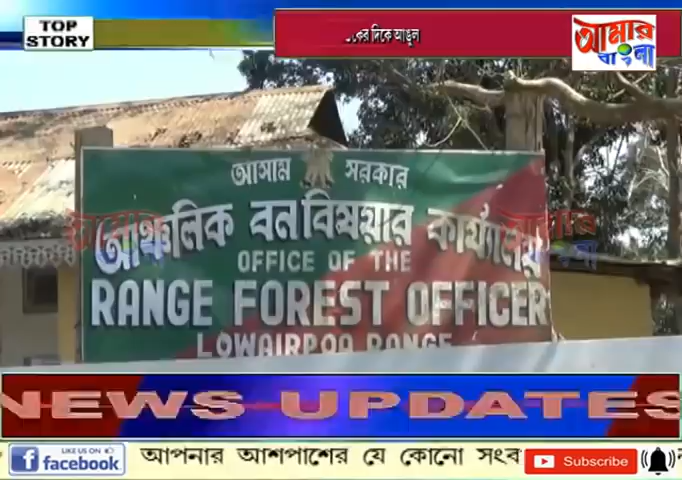 TOP
STORY
কের দিকে আঙুল
আমার
বাংলা
আসাম সরকার
আঞ্চলিক বনবিষয়ার কাৰ্য্যালয়
OFFICE OF THE
RANGE FOREST OFFICER
LOWAIRPOA RANGE
NEWS UPDATES
LIKE US ON
facebook
আপনার আশপাশের যে কোনো সংব
Subscribe